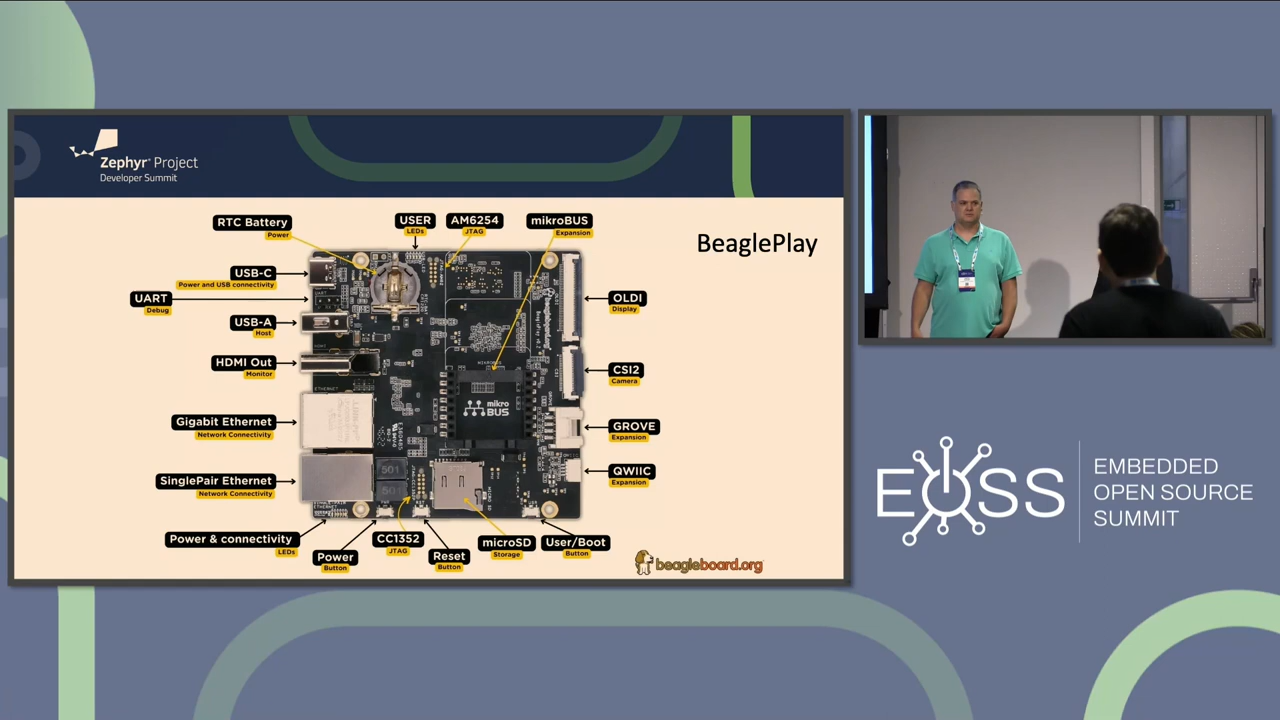 Zephyr® Project
Developer Summit
BeaglePlay
RTC Battery
Power
USER
LEDs
AM6254
JTAG
mikroBUS
Expansion
USB-C
Power and USB connectivity
UART
Debug
USB-A
Host
HDMI Out
Monitor
Gigabit Ethernet
Network Connectivity
SinglePair Ethernet
Network Connectivity
Power & connectivity
LEDs
Power
Button
CC1352
JTAG
Reset
Button
microSD
Storage
User/Boot
Button
OLDI
Display
CSI2
Camera
GROVE
Expansion
QWIIC
Expansion
mikro
BUS
501
beagleboard.org
EOSS
EMBEDDED
OPEN SOURCE
SUMMIT